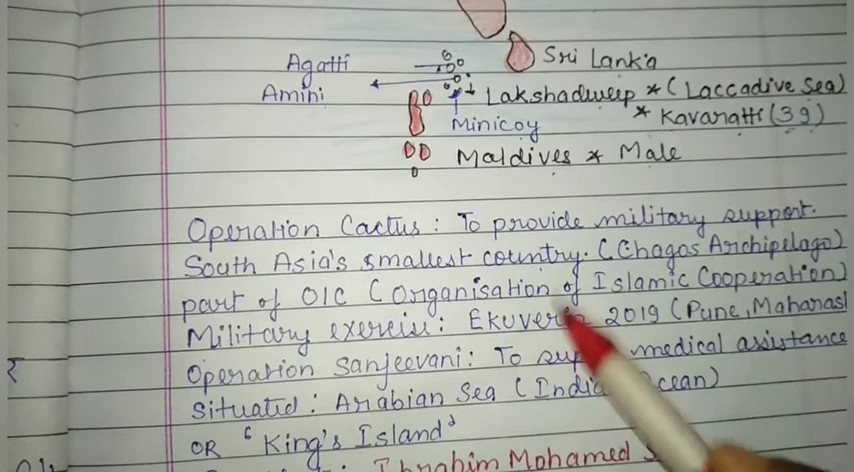 Sri Lanka
Agatti
Amini
Lakshadweep * (Laccadive Sea)
* Kavaratti (39)
Minicoy
Maldives * Male
Operation Cactus: To provide military support.
South Asia's smallest country. (Chagos Archipelago)
part of OIC (Organisation of Islamic Cooperation)
Military exercise: Ekuverin 2019 (Pune, Maharas
Operation Sanjeevani: To medical assistance
Situated: Arabian Sea (Ocean)
OR 'King's Island'
Ibrahim Mohamed S